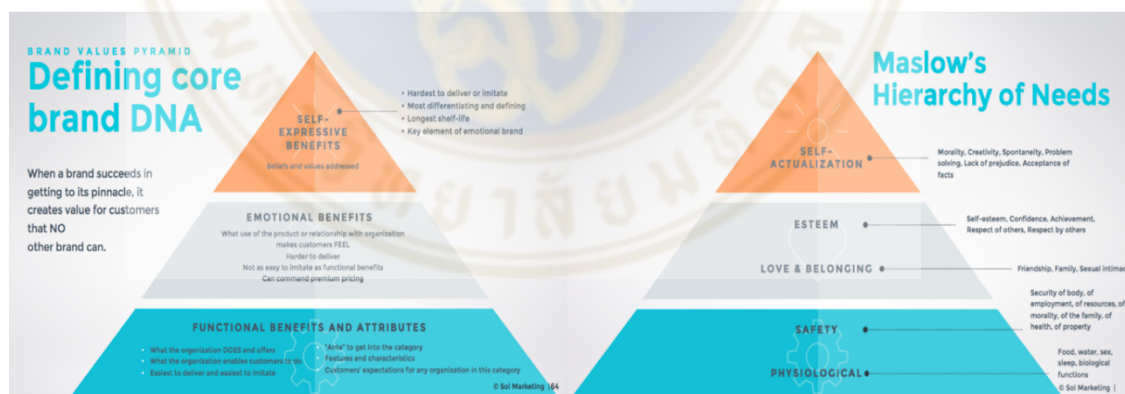 BRAND VALUES PYRAMID
Defining core
brand DNA
When a brand succeeds in
getting to its pinnacle, it
creates value for customers
that NO
other brand can.
SELF-
EXPRESSIVE
BENEFITS
Beliefs and values addressed
• Hardest to deliver or imitate
• Most differentiating and defining
• Longest shelf-life
• Key element of emotional brand
EMOTIONAL BENEFITS
What use of the product or relationship with organization
makes customers FEEL
Harder to deliver
Not as easy to imitate as functional benefits
Can command premium pricing
FUNCTIONAL BENEFITS AND ATTRIBUTES
• What the organization DOES and offers
• What the organization enables customers to do
• Easiest to deliver and easiest to imitate
• "Ante" to get into the category
• Features and characteristics
• Customers' expectations for any organization in this category
© Sol Marketing |64
Maslow's
Hierarchy of Needs
SELF-
ACTUALIZATION
Morality, Creativity, Spontaneity, Problem
solving, Lack of prejudice, Acceptance of
facts
ESTEEM
Self-esteem, Confidence, Achievement,
Respect of others, Respect by others
LOVE & BELONGING
Friendship, Family, Sexual intimac
SAFETY
Security of body, of
employment, of resources, of
morality, of the family, of
health, of property
PHYSIOLOGICAL
Food, water, sex,
sleep, biological
functions
© Sol Marketing |